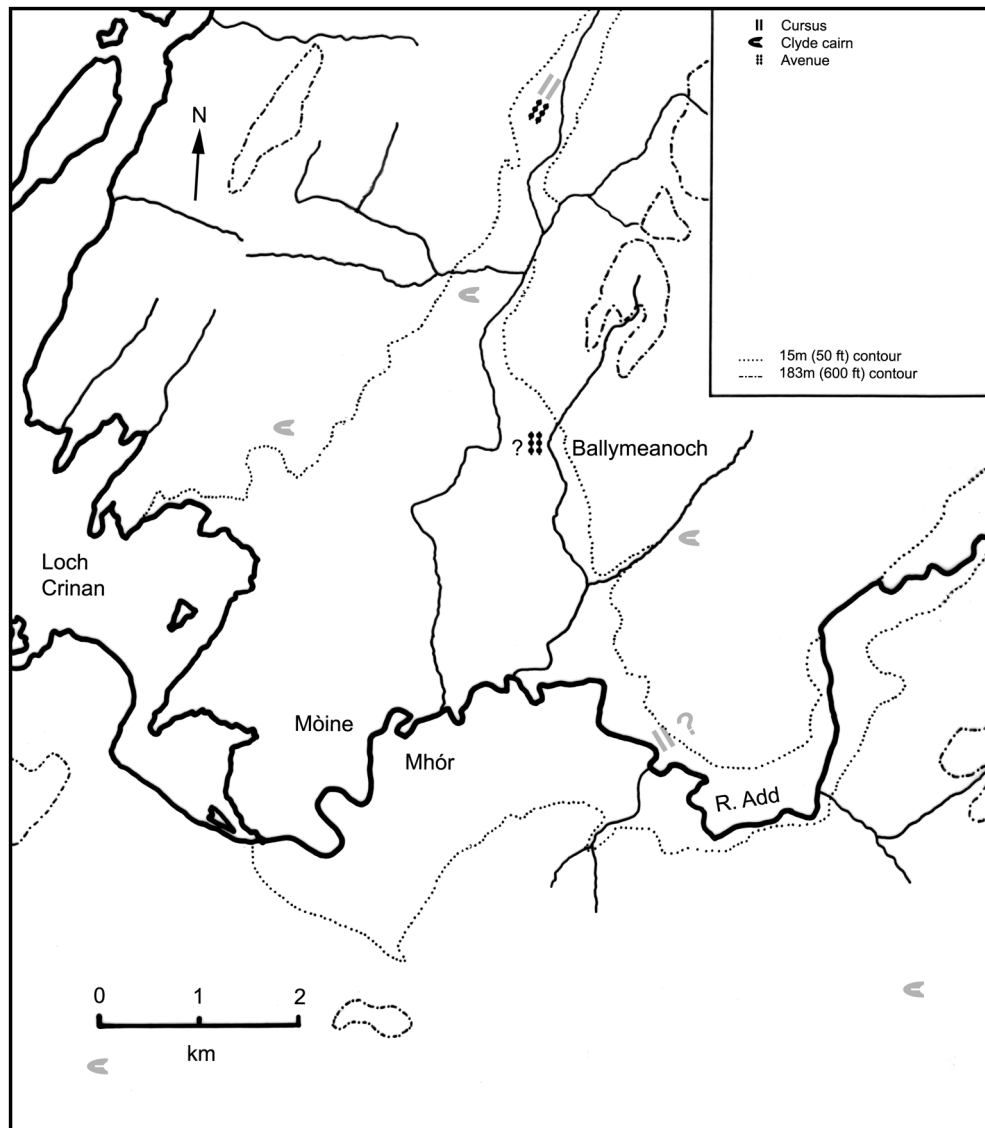 Cursus
Clyde cairn
Avenue
N
15m (50 ft) contour
183m (600 ft) contour
? Ballymeanoch
Loch
Crinan
Mòine
?
Mhór
R. Add
0 1 2
km